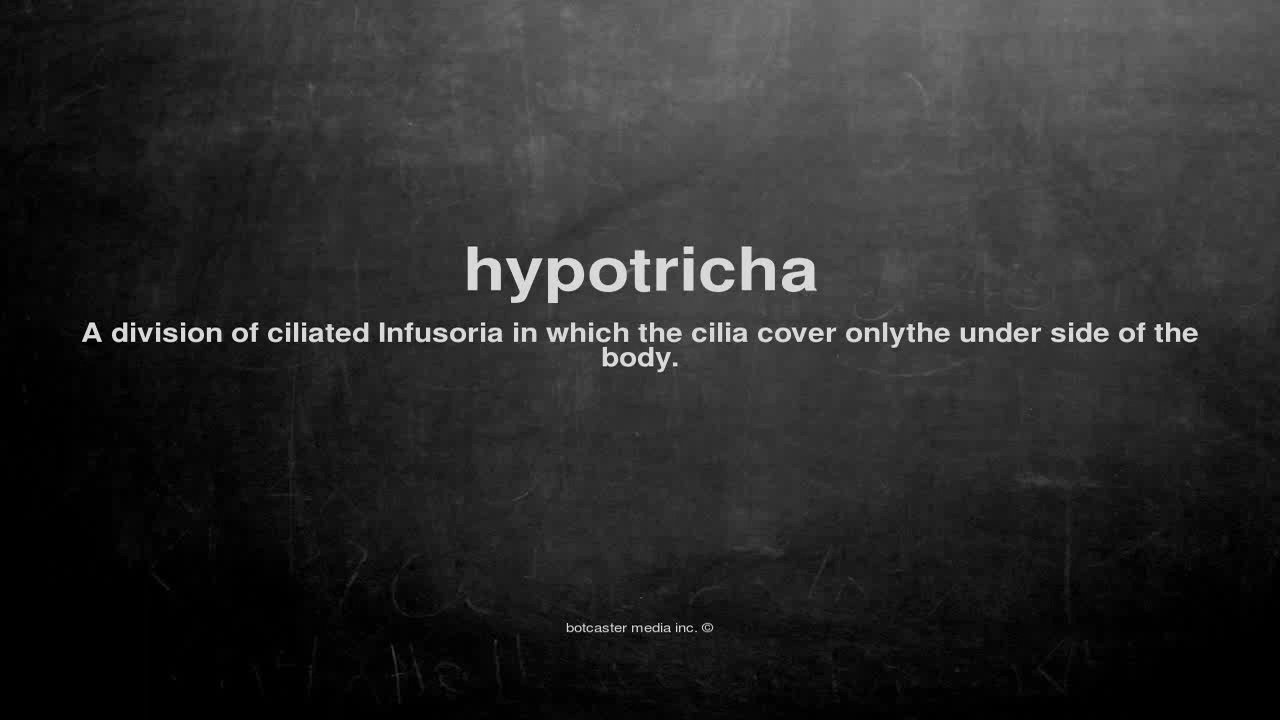 hypotricha
A division of ciliated Infusoria in which the cilia cover onlythe under side of the
body.
botcaster media inc. ©